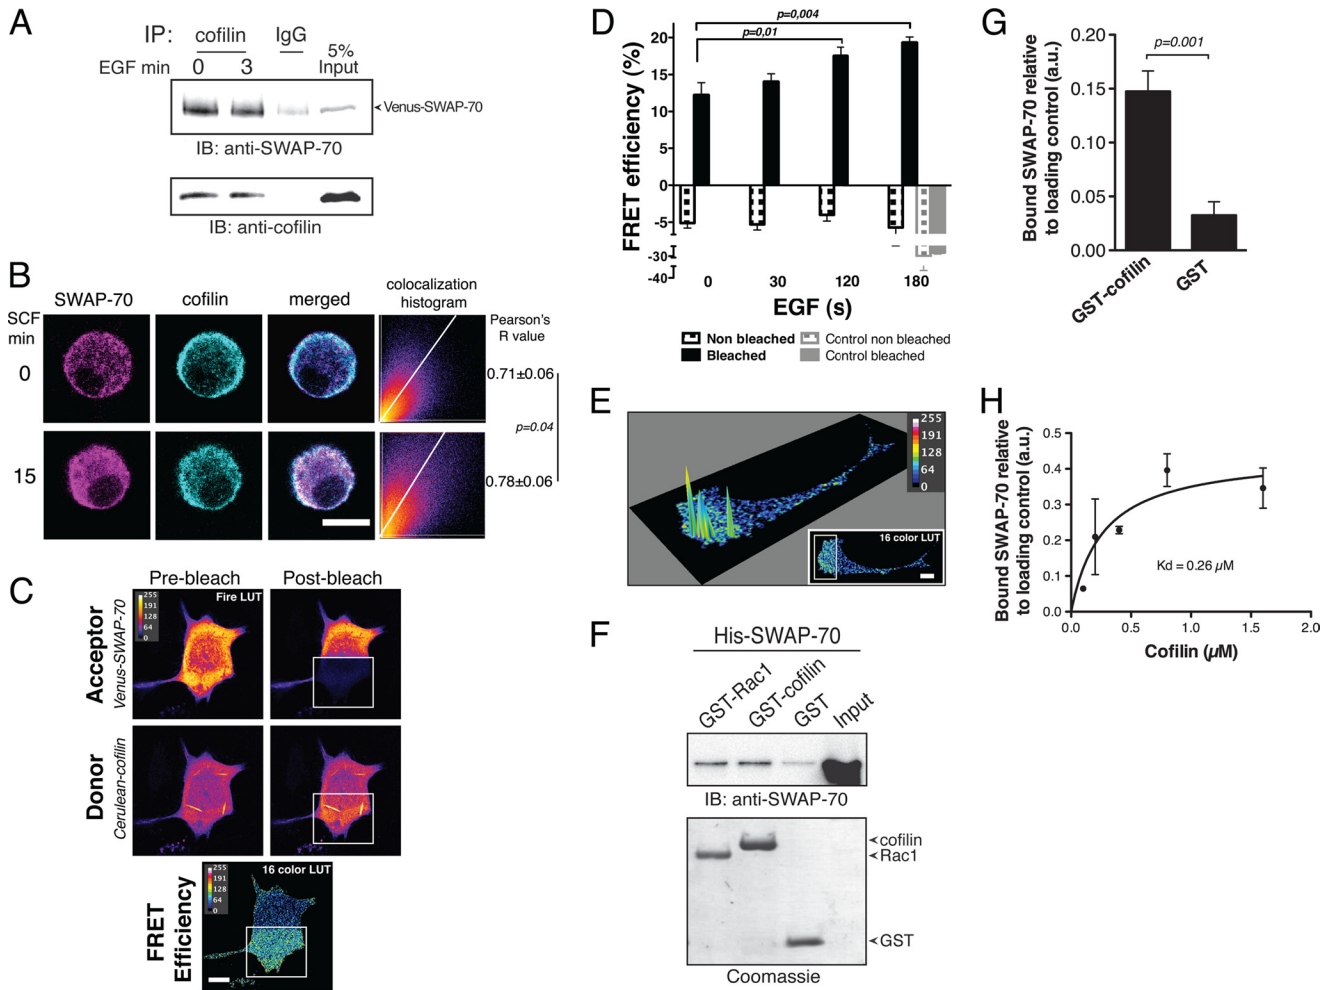 A
IP: cofilin IgG 5% Input
EGF min 0 3
Venus-SWAP-70
IB: anti-SWAP-70
IB: anti-cofilin
B
SWAP-70 cofilin merged colocalization histogram
SCF min
Pearson's R value
0
0.71±0.06
p=0.04
15
0.78±0.06
C
Pre-bleach Post-bleach
Acceptor
Venus-SWAP-70
255
191
128
64
0
Fire LUT
Donor
Cerulean-cofilin
FRET Efficiency
255
191
128
64
0
16 color LUT
D
FRET efficiency (%)
p=0,004
p=0,01
20
15
10
5
0
-5
-30
-40
0 30 120 180
EGF (s)
Non bleached Control non bleached
Bleached Control bleached
E
255
191
128
64
0
16 color LUT
F
His-SWAP-70
GST-Rac1 GST-cofilin GST Input
IB: anti-SWAP-70
cofilin
Rac1
GST
Coomassie
G
Bound SWAP-70 relative
to loading control (a.u.)
0.20
0.15
0.10
0.05
0.00
p=0.001
GST-cofilin GST
H
Bound SWAP-70 relative
to loading control (a.u.)
0.5
0.4
0.3
0.2
0.1
0.0
Kd = 0.26 µM
0.0 0.5 1.0 1.5 2.0
Cofilin (µM)